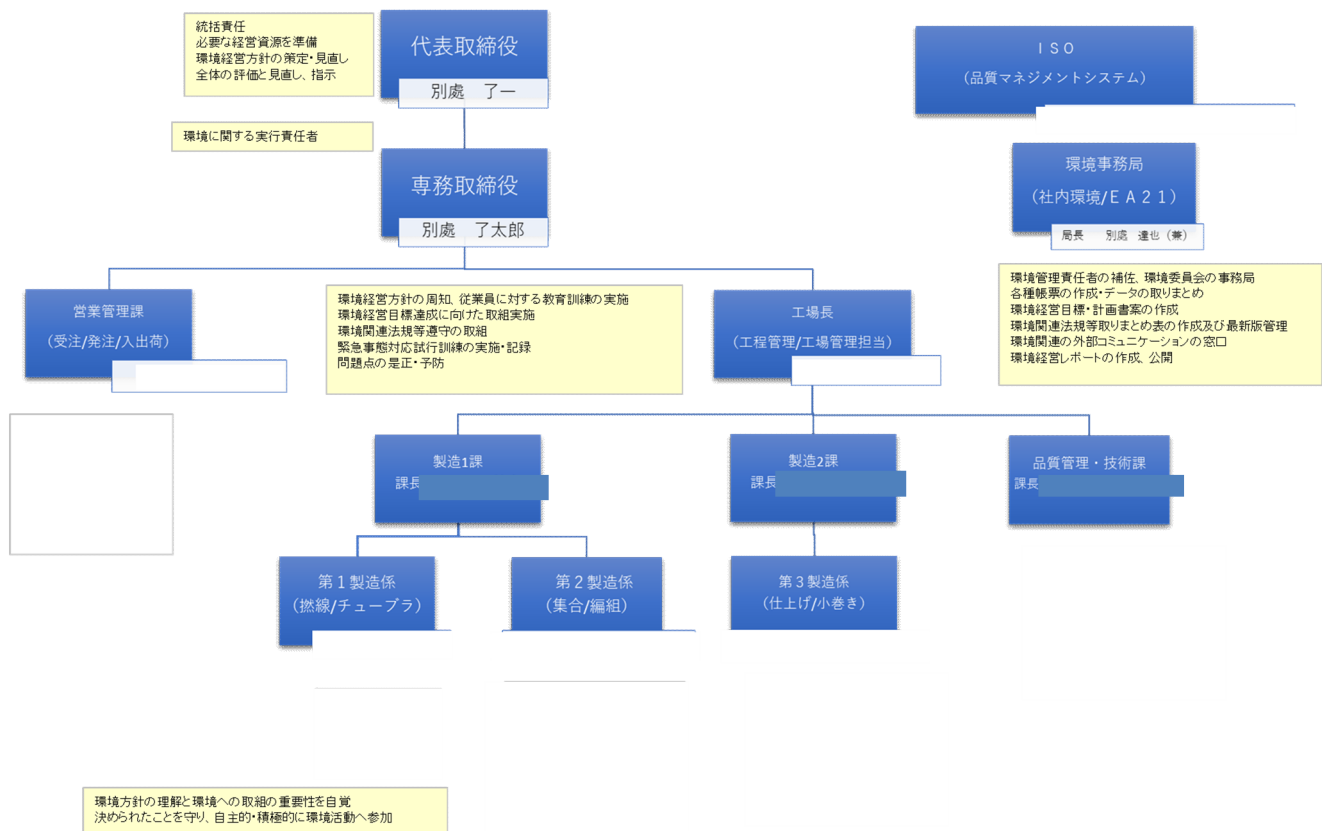 統括責任
必要な経営資源を準備
環境経営方針の策定・見直し
全体の評価と見直し、指示
代表取締役
別處　了一
ＩＳＯ
（品質マネジメントシステム）
環境に関する実行責任者
専務取締役
別處　了太郎
環境事務局
（社内環境/ＥＡ２１）
局長　別處　達也（兼）
環境管理責任者の補佐、環境委員会の事務局
各種帳票の作成・データの取りまとめ
環境経営目標・計画書案の作成
環境関連法規等取りまとめ表の作成及び最新版管理
環境関連の外部コミュニケーションの窓口
環境経営レポートの作成、公開
営業管理課
（受注/発注/入出荷）
環境経営方針の周知、従業員に対する教育訓練の実施
環境経営目標達成に向けた取組実施
環境関連法規等遵守の取組
緊急事態対応試行訓練の実施・記録
問題点の是正・予防
工場長
（工程管理/工場管理担当）
製造1課
課長
製造2課
課長
品質管理・技術課
課長
第１製造係
（撚線/チューブラ）
第２製造係
（集合/編組）
第３製造係
（仕上げ/小巻き）
環境方針の理解と環境への取組の重要性を自覚
決められたことを守り、自主的・積極的に環境活動へ参加